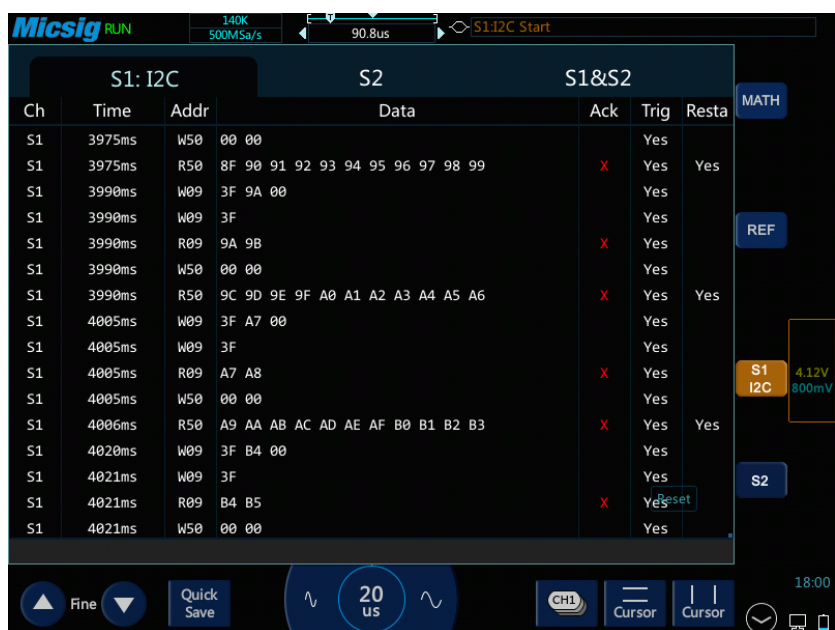 Micsig RUN 140K 500MSa/s T 90.8us S1:I2C Start
S1: I2C S2 S1&S2
Ch Time Addr Data Ack Trig Resta
S1 3975ms W50 00 00 Yes
S1 3975ms R50 8F 90 91 92 93 94 95 96 97 98 99 X Yes Yes
S1 3990ms W09 3F 9A 00 Yes
S1 3990ms W09 3F Yes
S1 3990ms R09 9A 9B X Yes
S1 3990ms W50 00 00 Yes
S1 3990ms R50 9C 9D 9E 9F A0 A1 A2 A3 A4 A5 A6 X Yes Yes
S1 4005ms W09 3F A7 00 Yes
S1 4005ms W09 3F Yes
S1 4005ms R09 A7 A8 X Yes
S1 4005ms W50 00 00 Yes
S1 4006ms R50 A9 AA AB AC AD AE AF B0 B1 B2 B3 X Yes Yes
S1 4020ms W09 3F B4 00 Yes
S1 4021ms W09 3F Yes
S1 4021ms R09 B4 B5 X Yes
Reset
S1 4021ms W50 00 00 Yes
MATH
REF
S1 I2C 4.12V 800mV
S2
Fine Quick Save 20 us CH1 Cursor Cursor 18:00